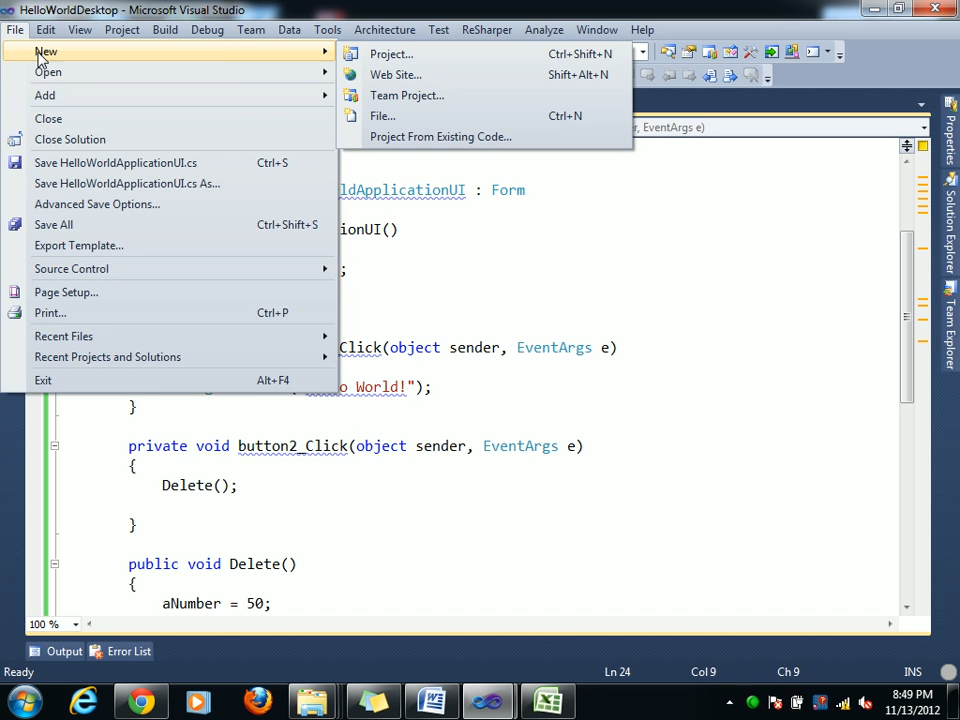 HelloWorldDesktop - Microsoft Visual Studio
File Edit View Project Build Debug Team Data Tools Architecture Test ReSharper Analyze Window Help
New
Project... Ctrl+Shift+N
Open
Web Site... Shift+Alt+N
Add
Team Project...
Close
File... Ctrl+N
Close Solution
Project From Existing Code...
er, EventArgs e)
Save HelloWorldApplicationUI.cs Ctrl+S
Save HelloWorldApplicationUI.cs As...
Advanced Save Options...
Save All Ctrl+Shift+S
Export Template...
Source Control
Page Setup...
Print... Ctrl+P
Recent Files
Recent Projects and Solutions
Exit Alt+F4
ldApplicationUI : Form
ionUI()
;
Click(object sender, EventArgs e)
o World!");
}
private void button2_Click(object sender, EventArgs e)
{
Delete();
}
public void Delete()
{
aNumber = 50;
100 %
Properties
Solution Explorer
Team Explorer
Output Error List
Ready Ln 24 Col 9 Ch 9 INS
8:49 PM
11/13/2012